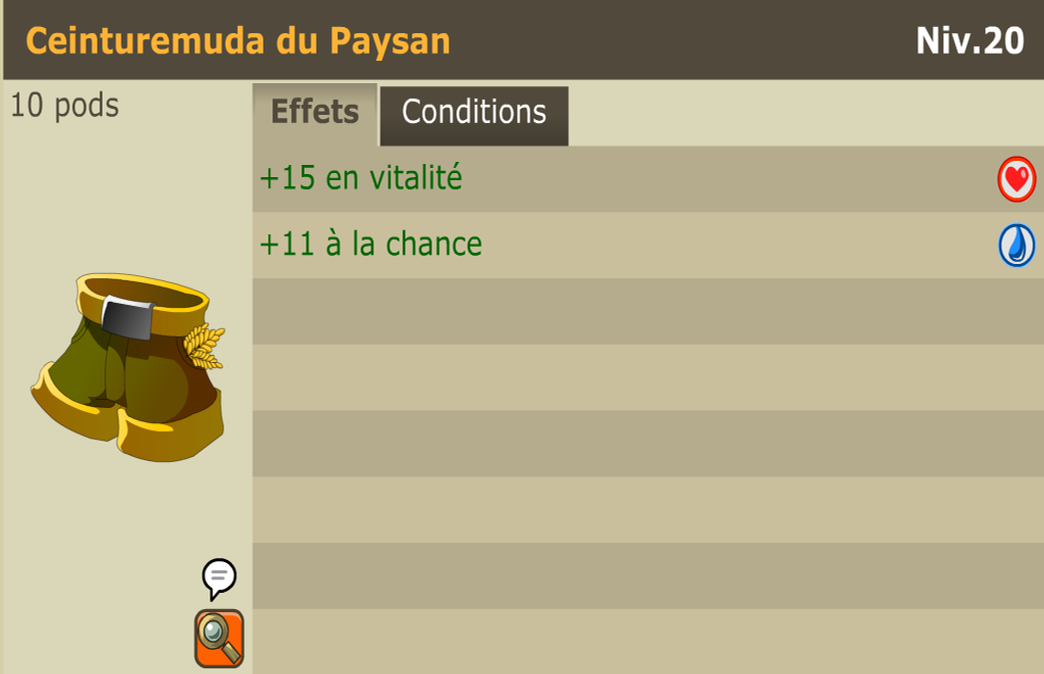 Ceinturemuda du Paysan
Niv.20
10 pods
Effets
Conditions
+15 en vitalité
+11 à la chance